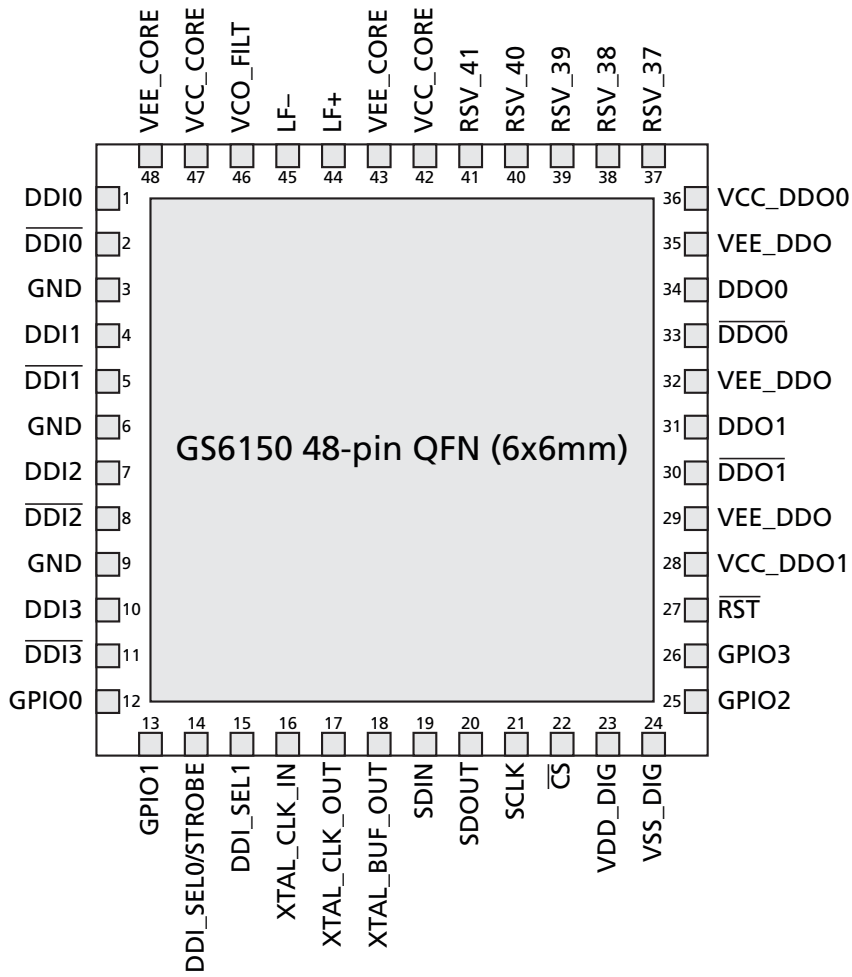 VEE_CORE
VCC_CORE
VCO_FILT
LF–
LF+
VEE_CORE
VCC_CORE
RSV_41
RSV_40
RSV_39
RSV_38
RSV_37
48 47 46 45 44 43 42 41 40 39 38 37
DDI0 1
DDI0 2
GND 3
DDI1 4
DDI1 5
GND 6
DDI2 7
DDI2 8
GND 9
DDI3 10
DDI3 11
GPIO0 12
GS6150 48-pin QFN (6x6mm)
36 VCC_DDO0
35 VEE_DDO
34 DDO0
33 DDO0
32 VEE_DDO
31 DDO1
30 DDO1
29 VEE_DDO
28 VCC_DDO1
27 RST
26 GPIO3
25 GPIO2
13 14 15 16 17 18 19 20 21 22 23 24
GPIO1
DDI_SEL0/STROBE
DDI_SEL1
XTAL_CLK_IN
XTAL_CLK_OUT
XTAL_BUF_OUT
SDIN
SDOUT
SCLK
CS
VDD_DIG
VSS_DIG